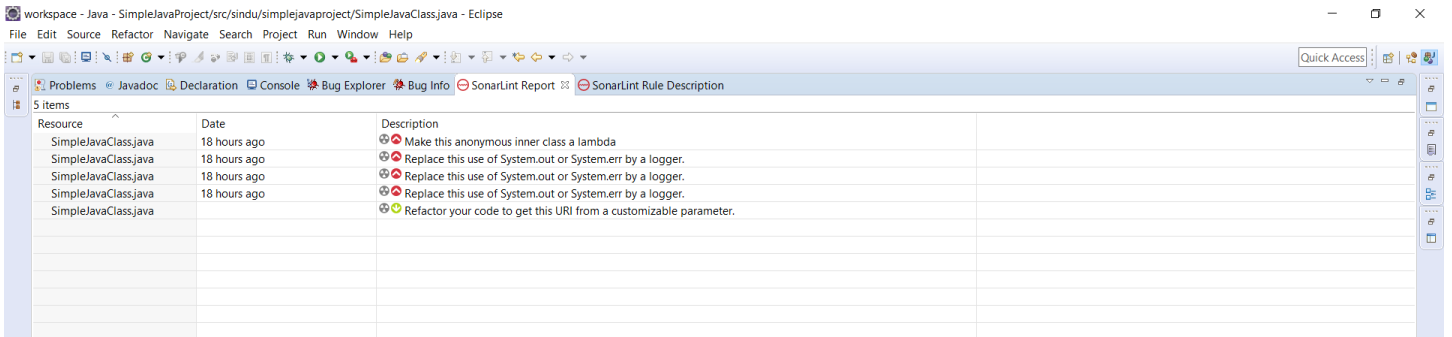 workspace - Java - SimpleJavaProject/src/sindu/simplejavaproject/SimpleJavaClass.java - Eclipse
File Edit Source Refactor Navigate Search Project Run Window Help
Quick Access
Problems Javadoc Declaration Console Bug Explorer Bug Info SonarLint Report SonarLint Rule Description
5 items
Resource Date Description
SimpleJavaClass.java 18 hours ago Make this anonymous inner class a lambda
SimpleJavaClass.java 18 hours ago Replace this use of System.out or System.err by a logger.
SimpleJavaClass.java 18 hours ago Replace this use of System.out or System.err by a logger.
SimpleJavaClass.java 18 hours ago Replace this use of System.out or System.err by a logger.
SimpleJavaClass.java Refactor your code to get this URI from a customizable parameter.